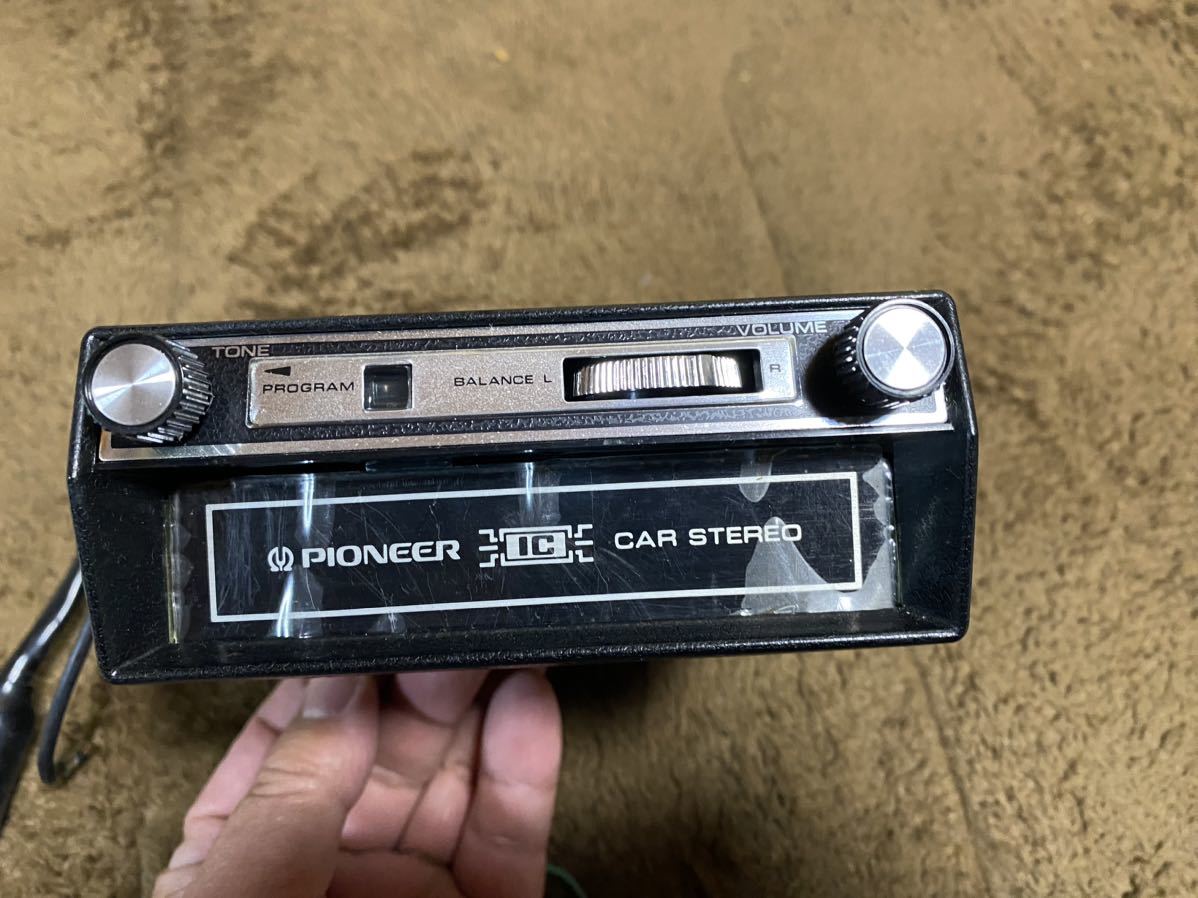 TONE
VOLUME
PROGRAM
BALANCE L
R
PIONEER IC CAR STEREO